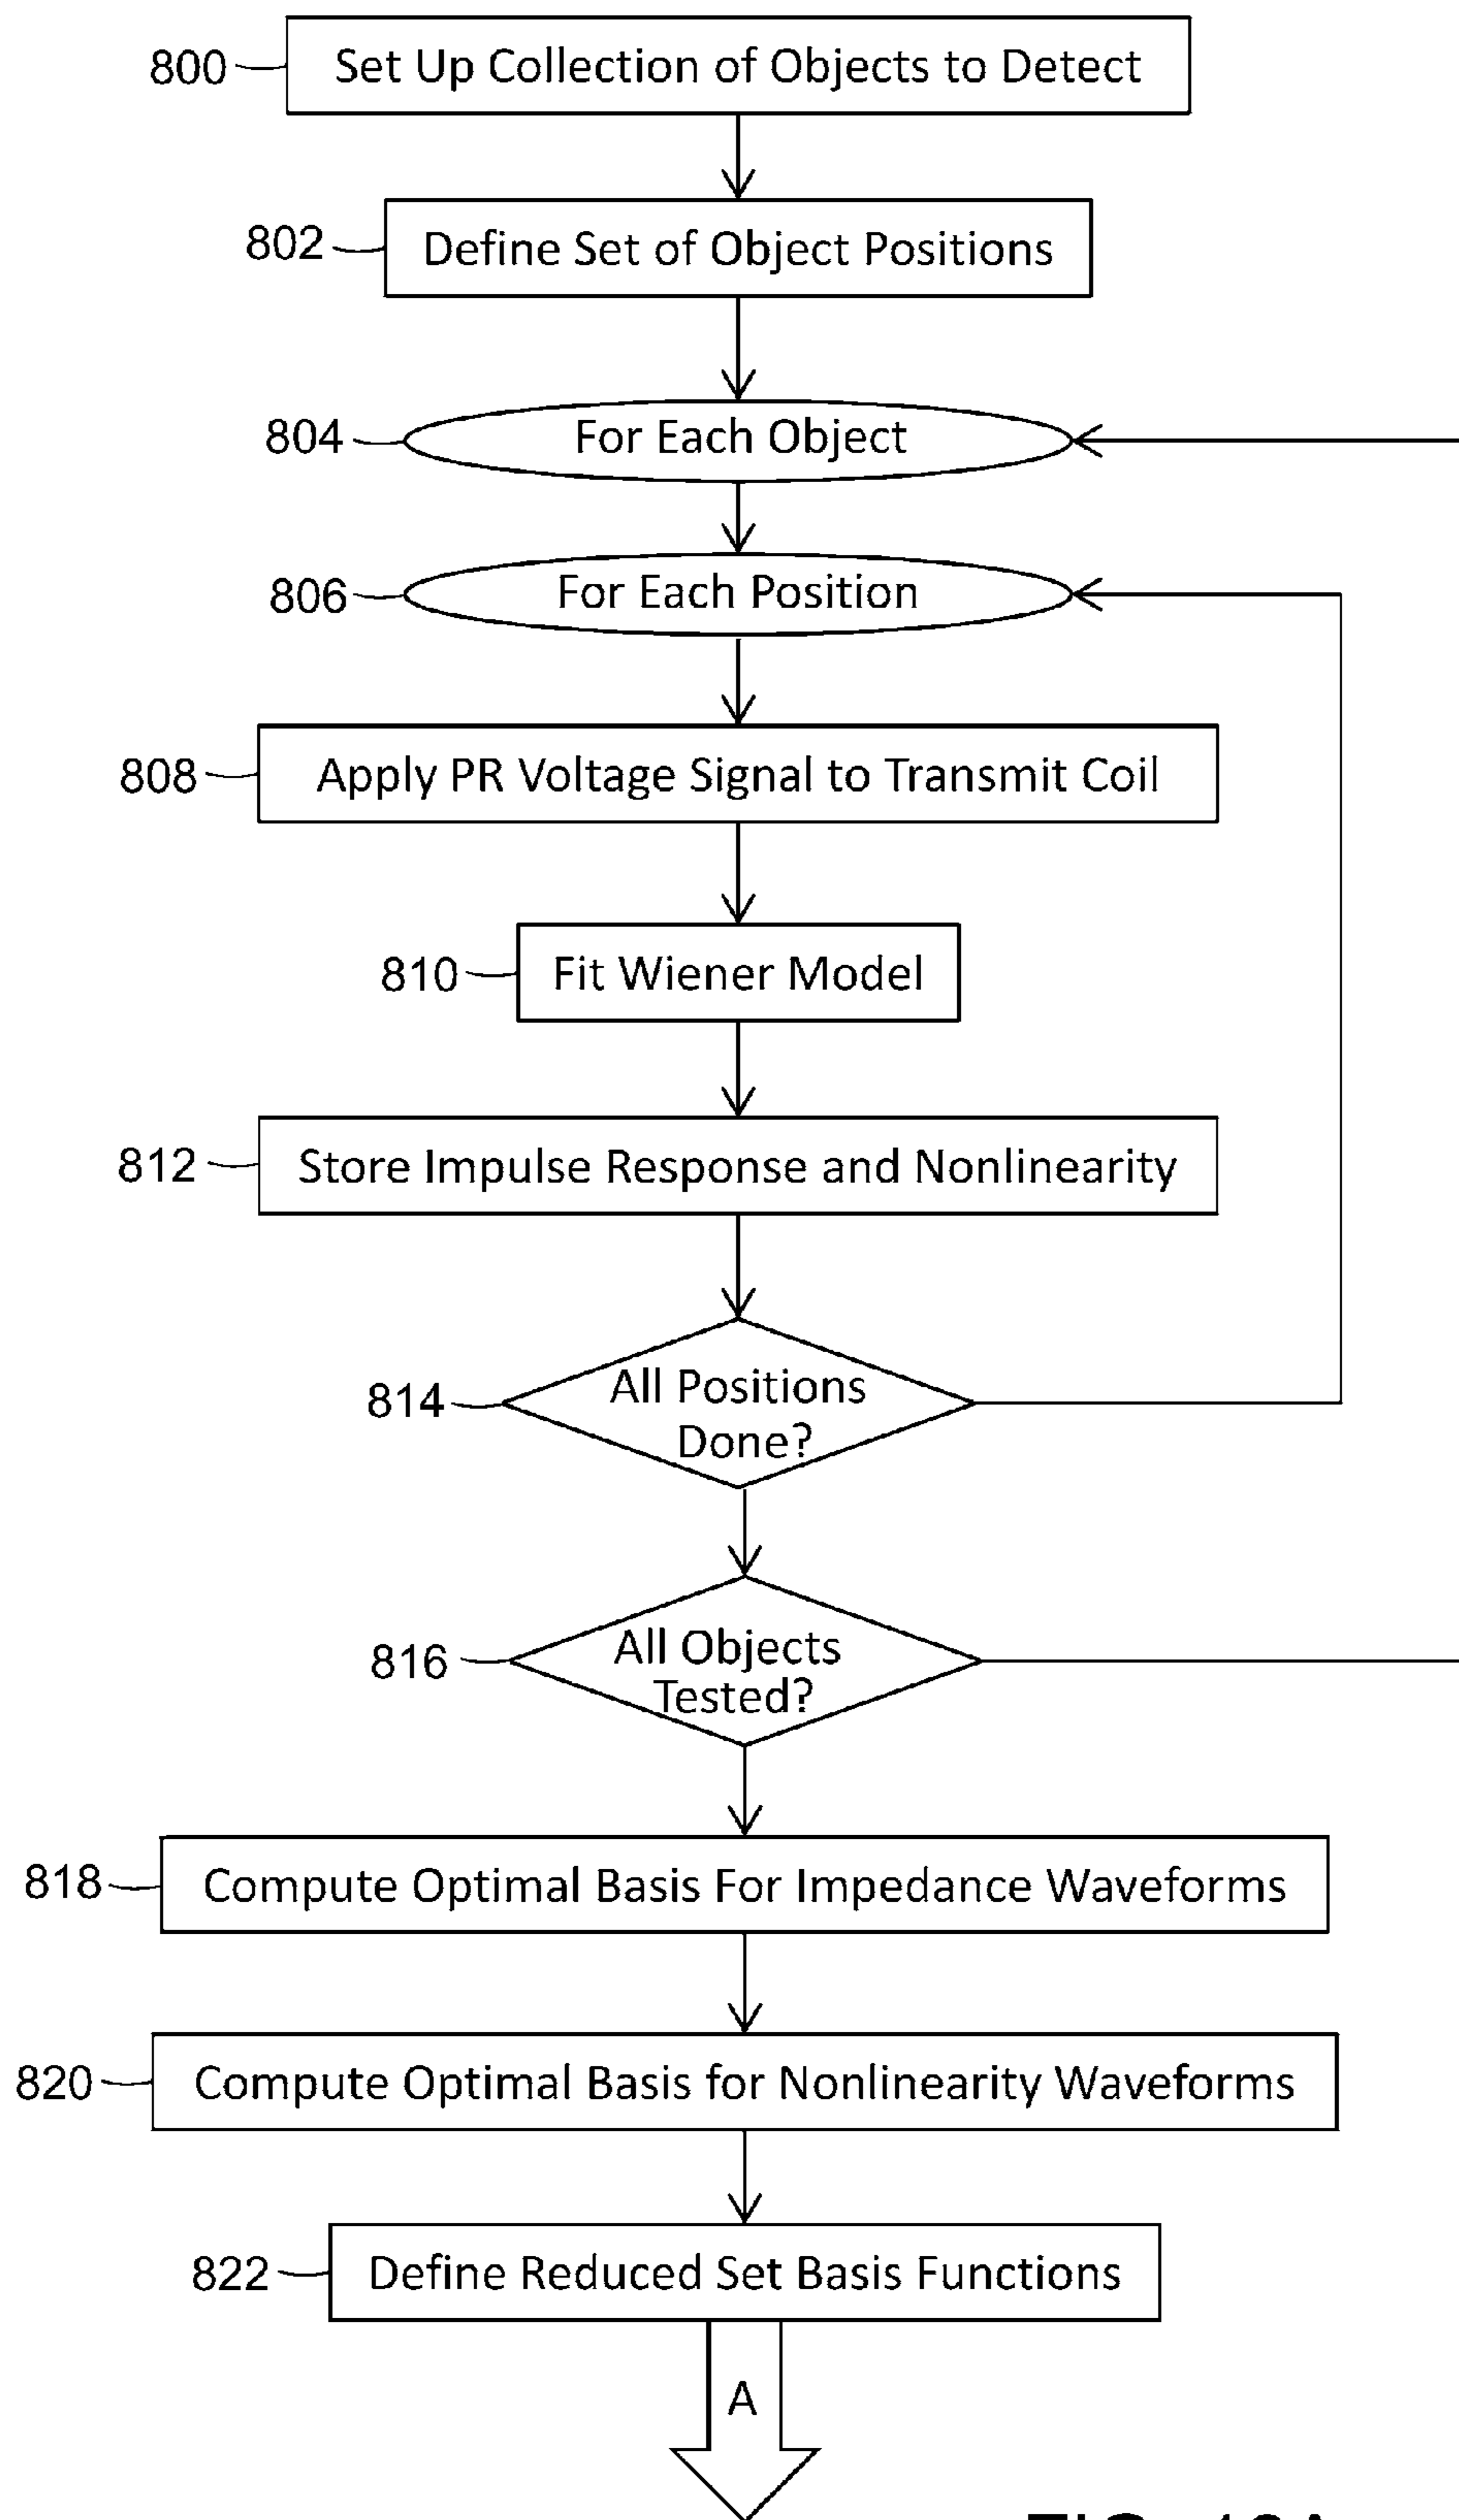 800 Set Up Collection of Objects to Detect
802 Define Set of Object Positions
804 For Each Object
806 For Each Position
808 Apply PR Voltage Signal to Transmit Coil
810 Fit Wiener Model
812 Store Impulse Response and Nonlinearity
814 All Positions
Done?
816 All Objects
Tested?
818 Compute Optimal Basis For Impedance Waveforms
820 Compute Optimal Basis for Nonlinearity Waveforms
822 Define Reduced Set Basis Functions
A